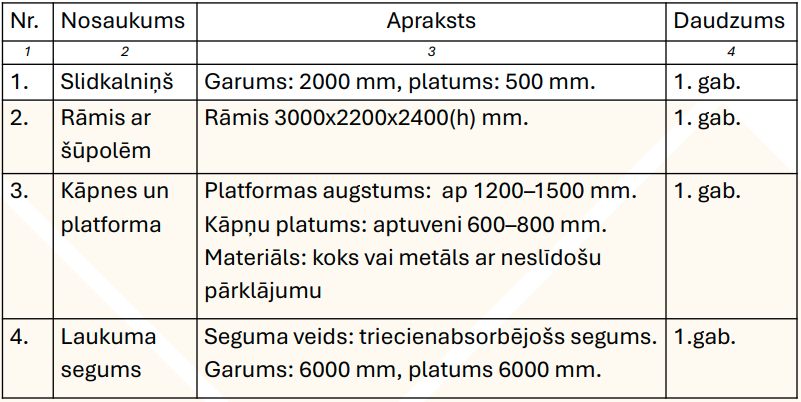 Nr. Nosaukums Apraksts Daudzums
1 2 3 4
1. Slidkalniņš Garums: 2000 mm, platums: 500 mm. 1. gab.
2. Rāmis ar Rāmis 3000x2200x2400(h) mm. 1. gab.
šūpolēm
3. Kāpnes un Platformas augstums: ap 1200–1500 mm. 1. gab.
platforma Kāpņu platums: aptuveni 600–800 mm.
Materiāls: koks vai metāls ar neslīdošu
pārklājumu
4. Laukuma Seguma veids: triecienabsorbējošs segums. 1.gab.
segums Garums: 6000 mm, platums 6000 mm.